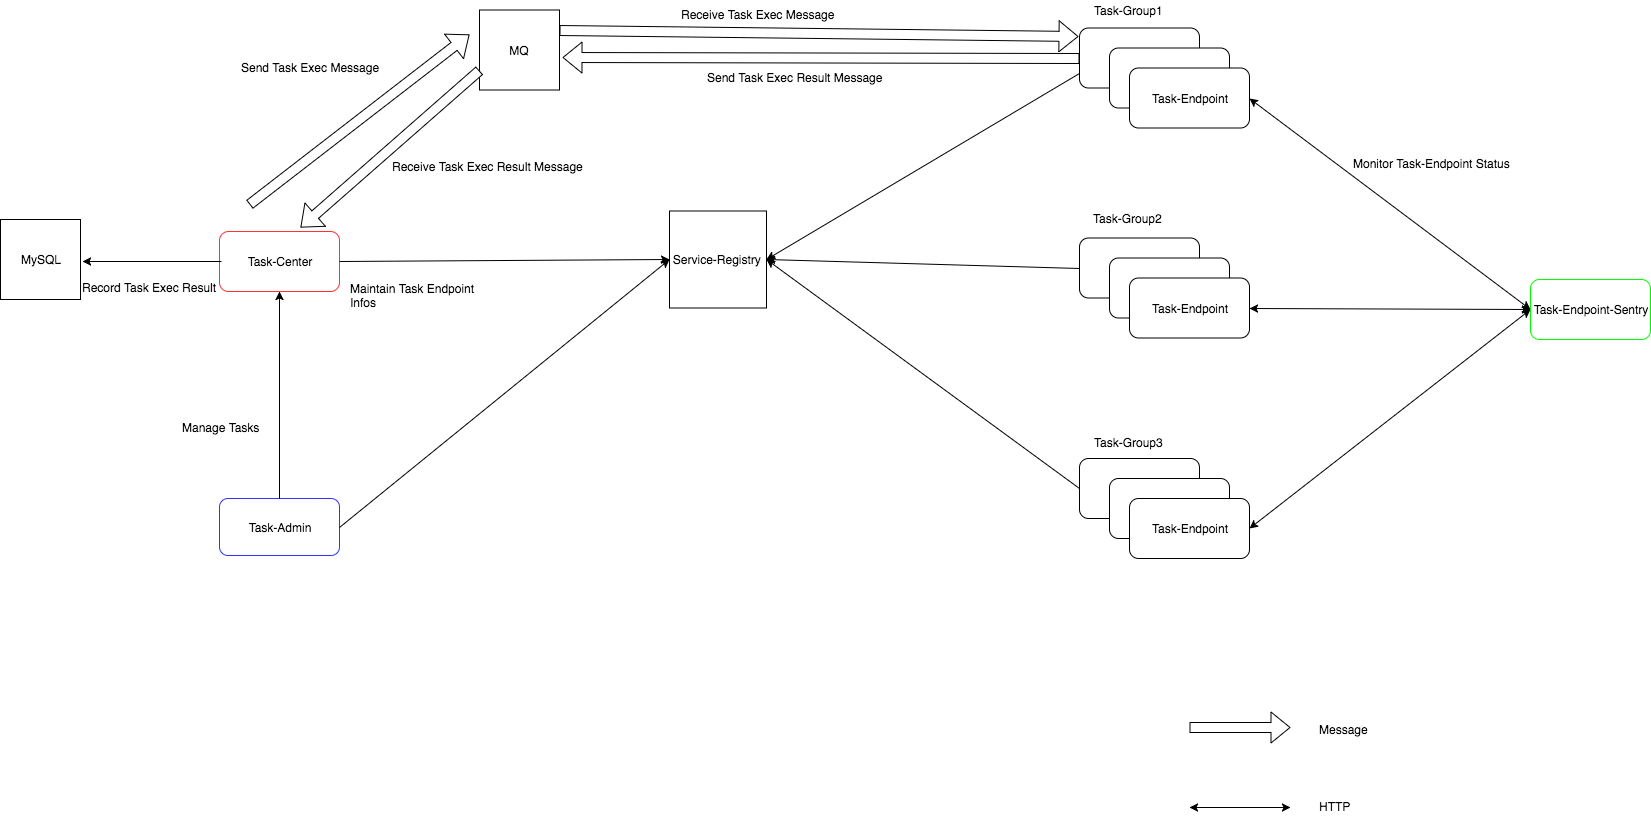 Task-Group1
Receive Task Exec Message
MQ
Send Task Exec Message
Send Task Exec Result Message
Task-Endpoint
Receive Task Exec Result Message
Monitor Task-Endpoint Status
Task-Group2
MySQL
Task-Center
Service-Registry
Record Task Exec Result
Maintain Task Endpoint
Infos
Task-Endpoint
Task-Endpoint-Sentry
Manage Tasks
Task-Group3
Task-Admin
Task-Endpoint
Message
HTTP